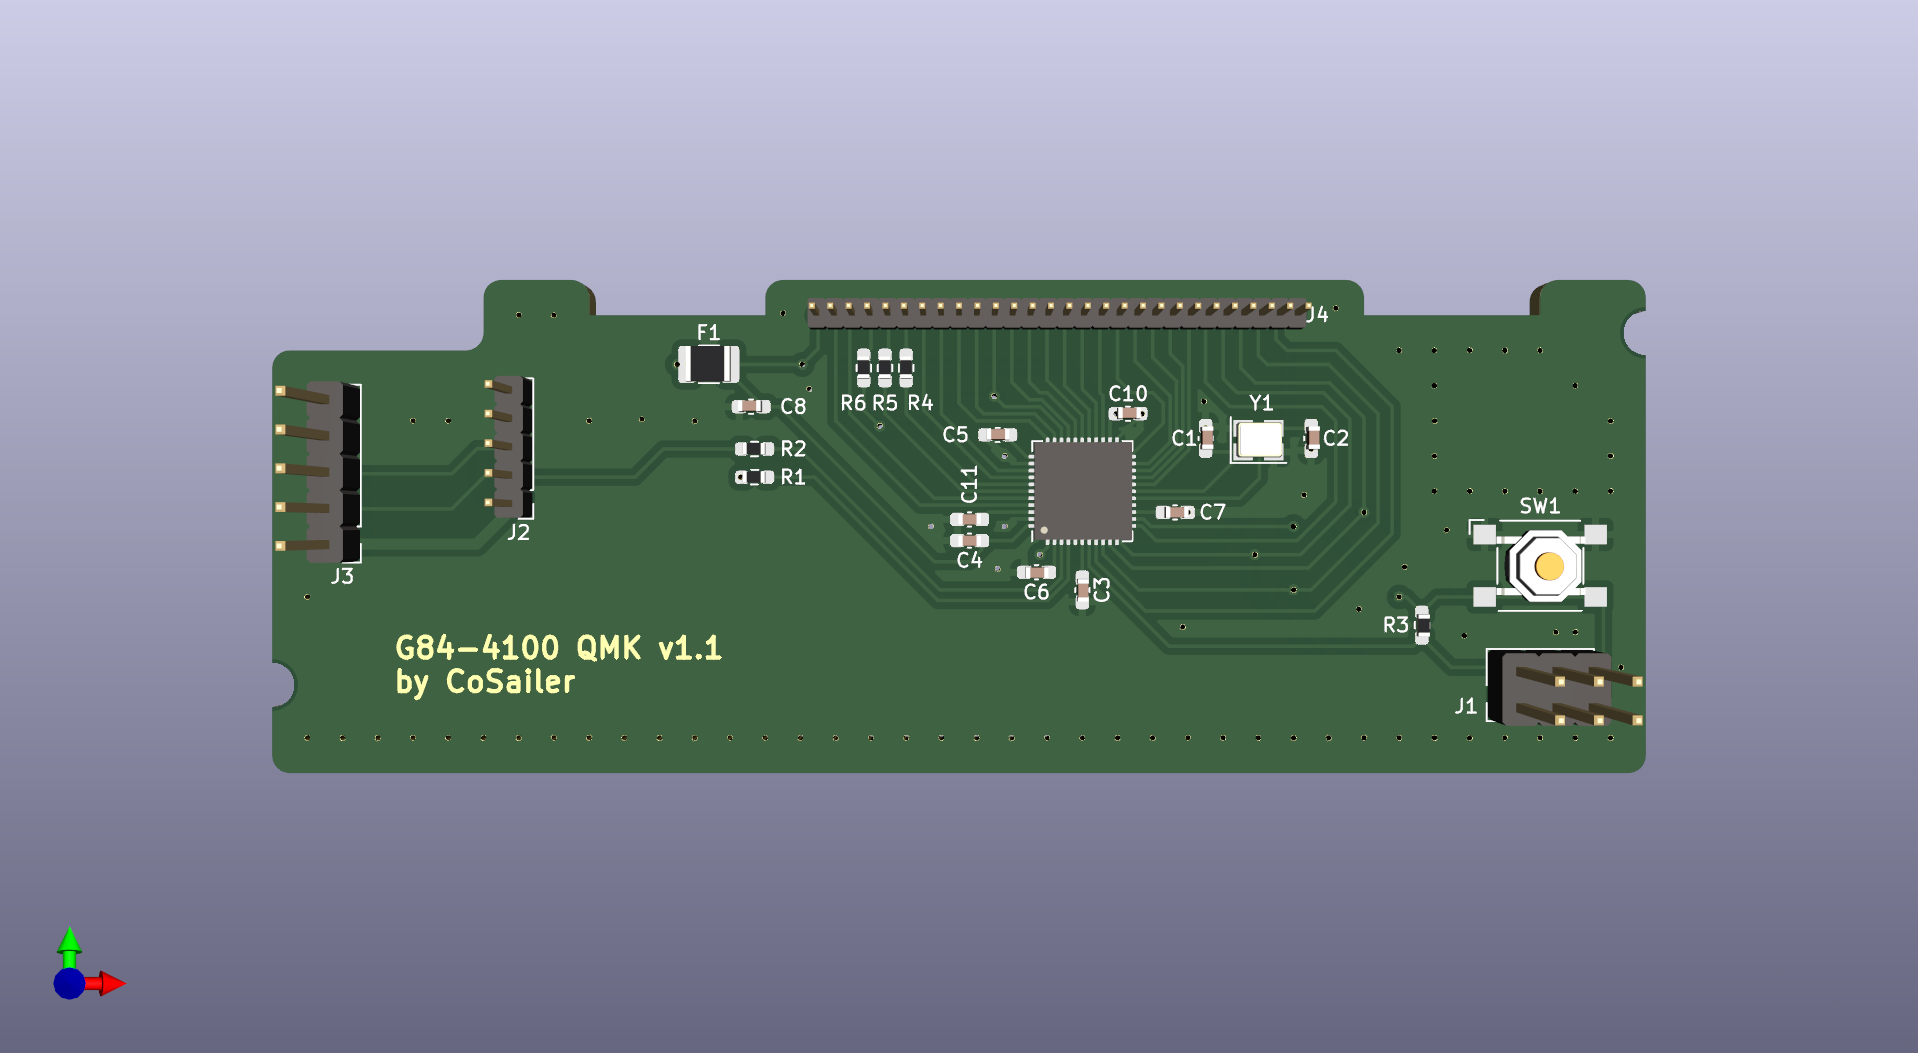 J4
F1
R6
R5
R4
C8
C10
Y1
C5
C1
C2
R2
R1
C11
C7
SW1
J2
C4
J3
C6
C3
R3
G84-4100 QMK v1.1
by CoSailer
J1